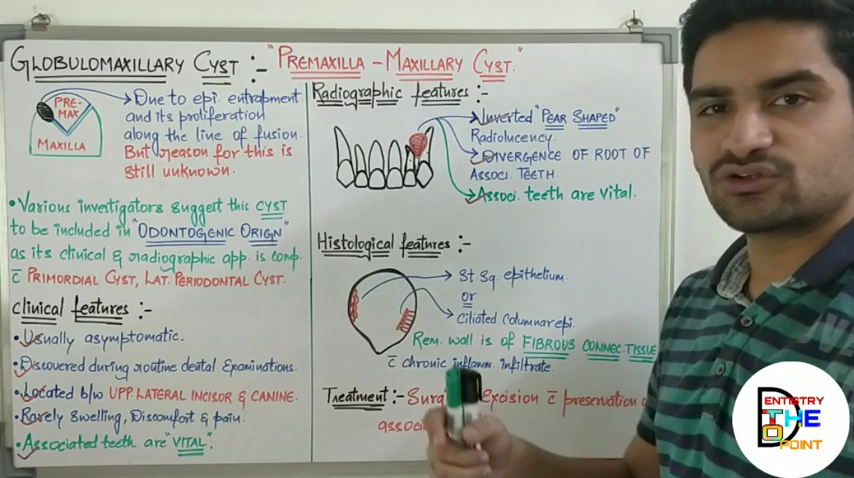 GLOBULOMAXILLARY CYST :- "PREMAXILLA - MAXILLARY CYST."
PRE-
MAX
MAXILLA
Due to epi. entrapment
and its proliferation
along the line of fusion.
But reason for this is
still unknown.
• Various investigators suggest this CYST
to be included in "ODONTOGENIC ORIGN"
as its clinical & radiographic app. is comp.
c̄ PRIMORDIAL CYST, LAT. PERIODONTAL CYST.
Clinical features :-
• Usually asymptomatic.
• Discovered during routine dental Examinations.
• Located b/w UPP. LATERAL INCISOR & CANINE.
• Rarely Swelling, Discomfort & pain.
• Associated teeth are "VITAL".
Radiographic features :-
Inverted "PEAR SHAPED"
Radiolucency.
DIVERGENCE OF ROOT OF
ASSOCI. TEETH
Associ. teeth are vital.
Histological features :-
St Sq. epithelium.
OR
Ciliated Columnar epi.
Rem. wall is of FIBROUS CONNEC. TISSUE
c̄ chronic inflamm infiltrate.
Treatment :- Excision c̄ preservation
DENTISTRY
THE
TO
POINT